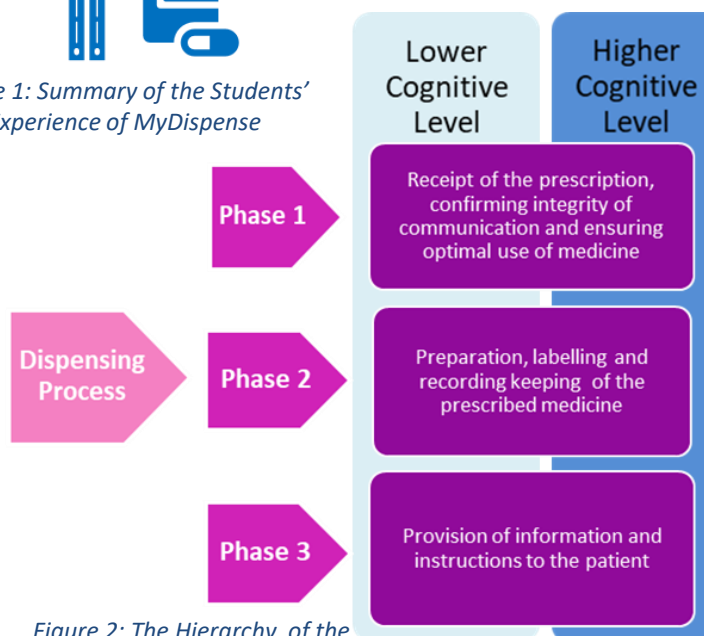 1: Summary of the Students'
Experience of MyDispense
Lower
Cognitive
Level
Higher
Cognitive
Level
Phase 1
Receipt of the prescription,
confirming integrity of
communication and ensuring
optimal use of medicine
Dispensing
Process
Phase 2
Preparation, labelling and
recording keeping of the
prescribed medicine
Phase 3
Provision of information and
instructions to the patient
Figure 2: The Hierarchy of the